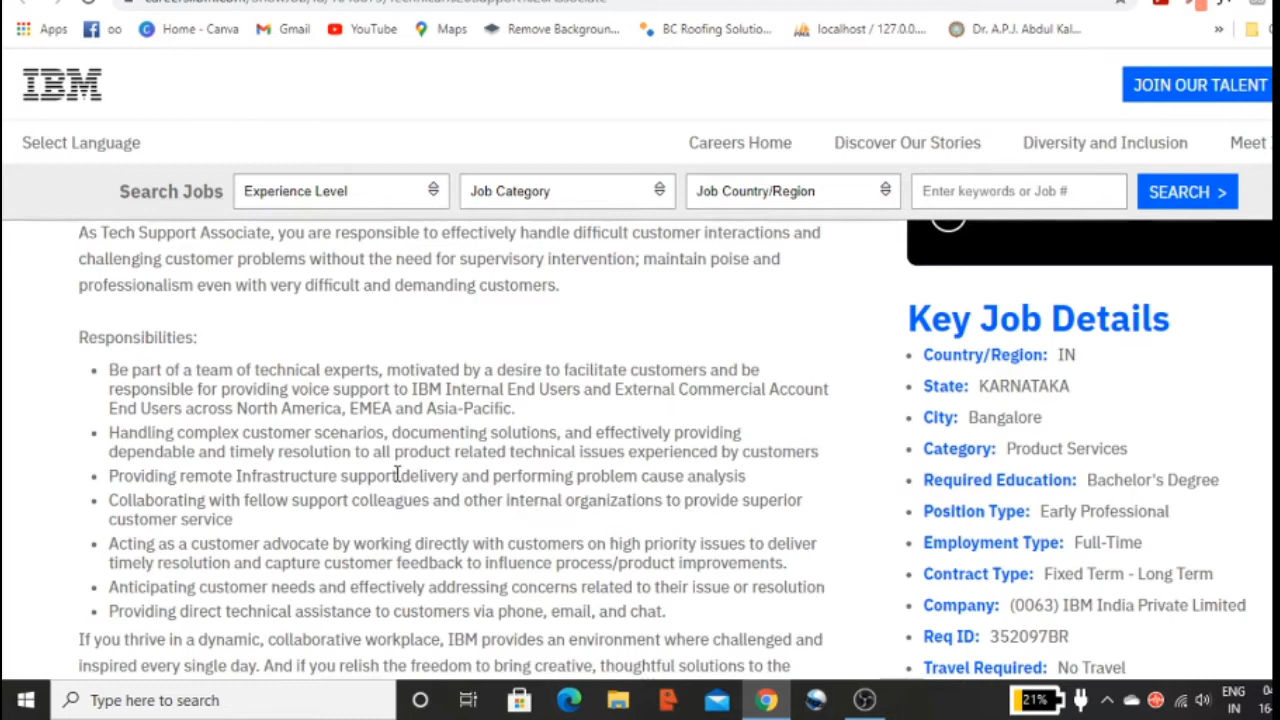 Apps
oo
Home - Canva
Gmail
YouTube
Maps
Remove Backgroun...
BC Roofing Solutio...
localhost / 127.0.0....
Dr. A.P.J. Abdul Kal...
»
IBM
JOIN OUR TALENT
Select Language
Careers Home
Discover Our Stories
Diversity and Inclusion
Meet
Search Jobs
Experience Level
Job Category
Job Country/Region
Enter keywords or Job #
SEARCH >
As Tech Support Associate, you are responsible to effectively handle difficult customer interactions and
challenging customer problems without the need for supervisory intervention; maintain poise and
professionalism even with very difficult and demanding customers.
Responsibilities:
• Be part of a team of technical experts, motivated by a desire to facilitate customers and be
responsible for providing voice support to IBM Internal End Users and External Commercial Account
End Users across North America, EMEA and Asia-Pacific.
• Handling complex customer scenarios, documenting solutions, and effectively providing
dependable and timely resolution to all product related technical issues experienced by customers
• Providing remote Infrastructure support delivery and performing problem cause analysis
• Collaborating with fellow support colleagues and other internal organizations to provide superior
customer service
• Acting as a customer advocate by working directly with customers on high priority issues to deliver
timely resolution and capture customer feedback to influence process/product improvements.
• Anticipating customer needs and effectively addressing concerns related to their issue or resolution
• Providing direct technical assistance to customers via phone, email, and chat.
If you thrive in a dynamic, collaborative workplace, IBM provides an environment where challenged and
inspired every single day. And if you relish the freedom to bring creative, thoughtful solutions to the
Key Job Details
• Country/Region: IN
• State: KARNATAKA
• City: Bangalore
• Category: Product Services
• Required Education: Bachelor's Degree
• Position Type: Early Professional
• Employment Type: Full-Time
• Contract Type: Fixed Term - Long Term
• Company: (0063) IBM India Private Limited
• Req ID: 352097BR
• Travel Required: No Travel
Type here to search
21%
ENG
IN
16-